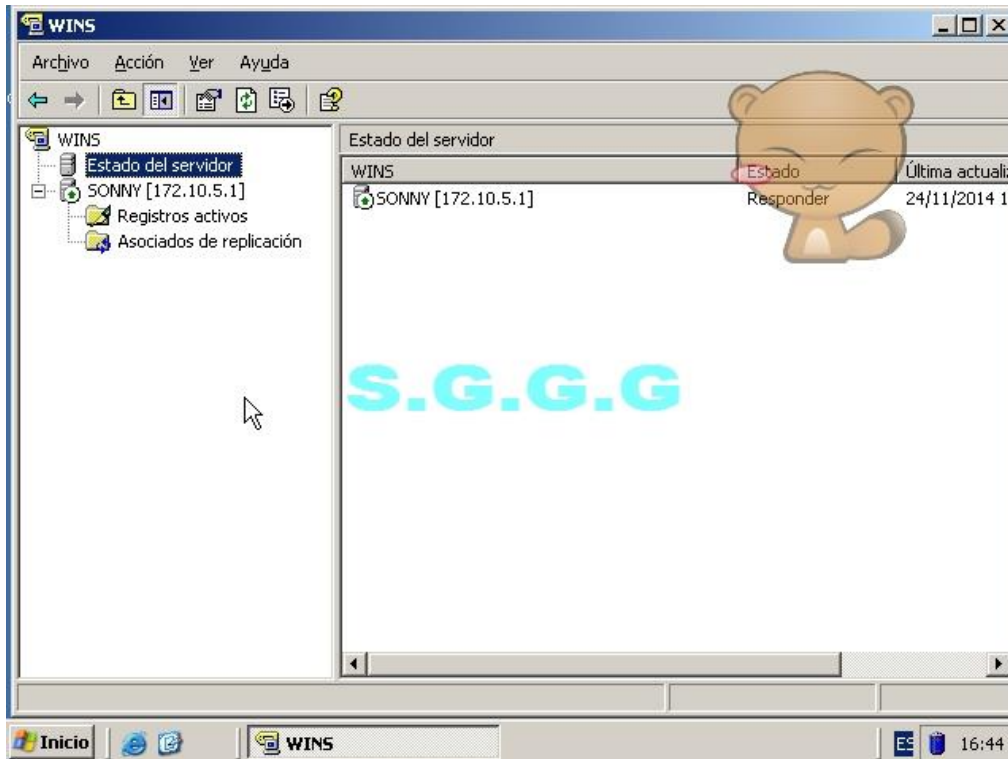 WINS
Archivo Acción Ver Ayuda
WINS
Estado del servidor
SONNY [172.10.5.1]
Registros activos
Asociados de replicación
Estado del servidor
WINS Estado Última actualiz
SONNY [172.10.5.1] Responder 24/11/2014 1
S.G.G.G
Inicio WINS ES 16:44